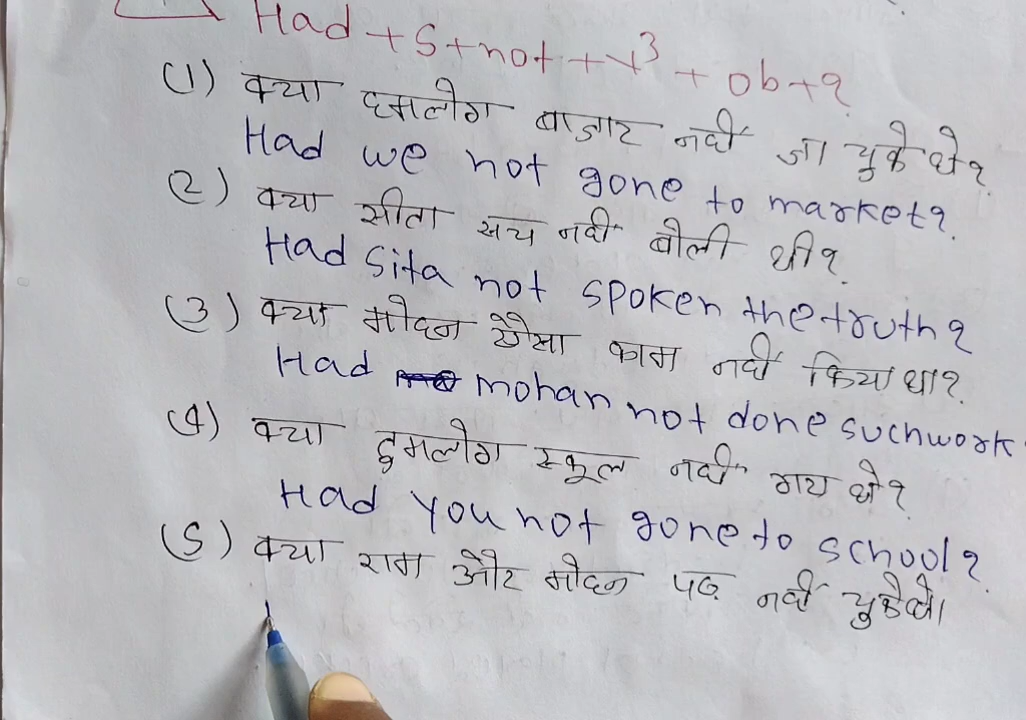 Had + S + not + V3 + ob + ?
(1) क्या हमलोग बाजार नहीं जा चुके थे?
Had we not gone to market?
(2) क्या सीता सच नहीं बोली थी?
Had Sita not spoken the truth?
(3) क्या मोहन ऐसा काम नहीं किया था?
Had mohan not done such work
(4) क्या तुमलोग स्कूल नहीं गए थे?
Had you not gone to school?
(5) क्या राम और मोहन पढ़ नहीं चुके थे।